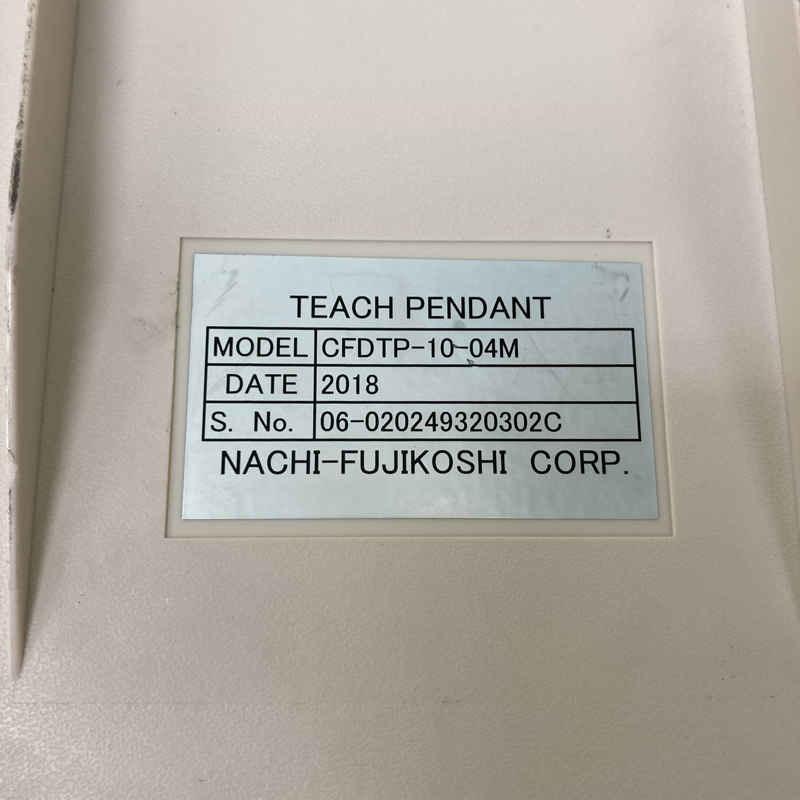 TEACH PENDANT
MODEL CFDTP-10-04M
DATE 2018
S. No. 06-020249320302C
NACHI-FUJIKOSHI CORP.